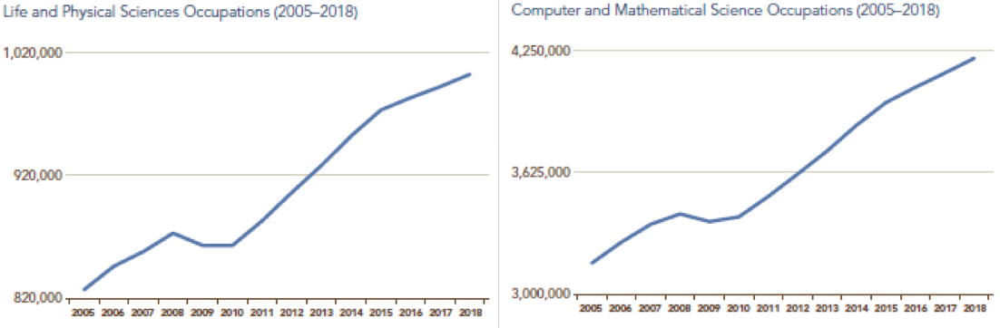 Life and Physical Sciences Occupations (2005–2018)
1,020,000
920,000
820,000
2005 2006 2007 2008 2009 2010 2011 2012 2013 2014 2015 2016 2017 2018
Computer and Mathematical Science Occupations (2005–2018)
4,250,000
3,625,000
3,000,000
2005 2006 2007 2008 2009 2010 2011 2012 2013 2014 2015 2016 2017 2018